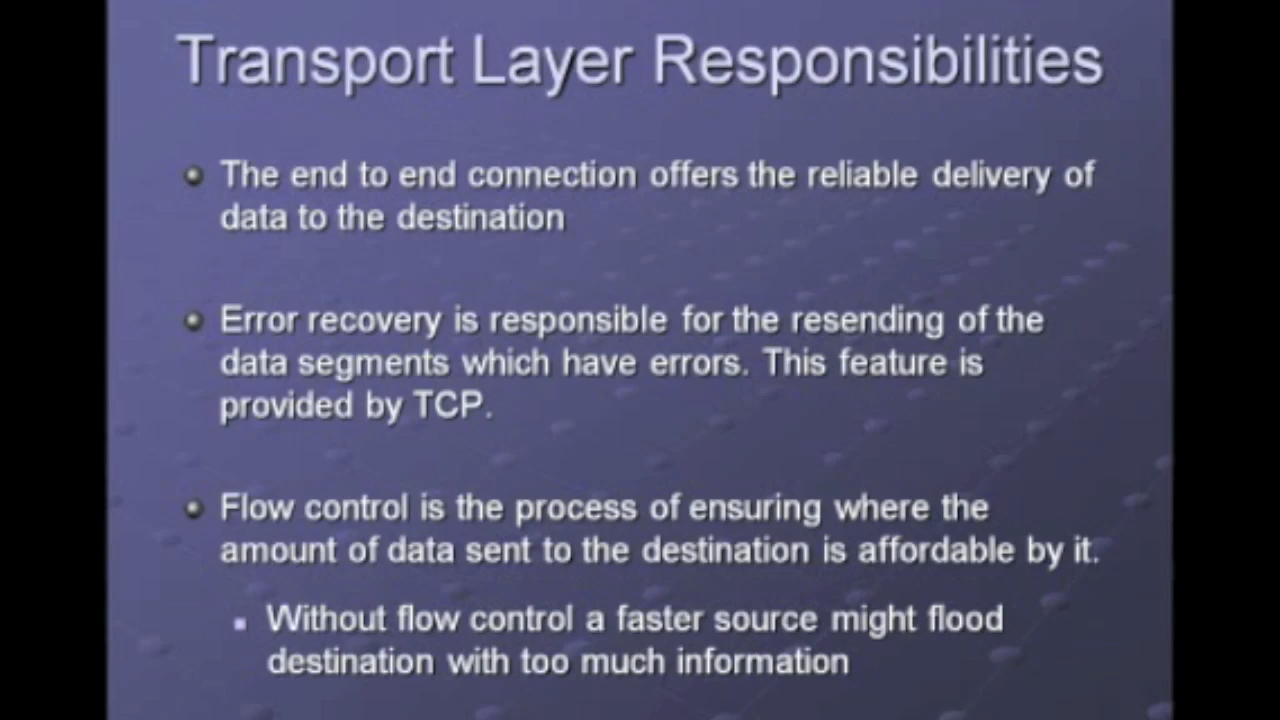 Transport Layer Responsibilities
The end to end connection offers the reliable delivery of
data to the destination
Error recovery is responsible for the resending of the
data segments which have errors. This feature is
provided by TCP.
Flow control is the process of ensuring where the
amount of data sent to the destination is affordable by it.
Without flow control a faster source might flood
destination with too much information